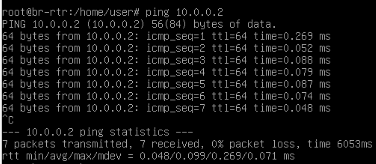 root@br-rtr:/home/user# ping 10.0.0.2
PING 10.0.0.2 (10.0.0.2) 56(84) bytes of data.
64 bytes from 10.0.0.2: icmp_seq=1 ttl=64 time=0.269 ms
64 bytes from 10.0.0.2: icmp_seq=2 ttl=64 time=0.052 ms
64 bytes from 10.0.0.2: icmp_seq=3 ttl=64 time=0.088 ms
64 bytes from 10.0.0.2: icmp_seq=4 ttl=64 time=0.079 ms
64 bytes from 10.0.0.2: icmp_seq=5 ttl=64 time=0.087 ms
64 bytes from 10.0.0.2: icmp_seq=6 ttl=64 time=0.074 ms
64 bytes from 10.0.0.2: icmp_seq=7 ttl=64 time=0.048 ms
^C
--- 10.0.0.2 ping statistics ---
7 packets transmitted, 7 received, 0% packet loss, time 6053ms
rtt min/avg/max/mdev = 0.048/0.099/0.269/0.071 ms